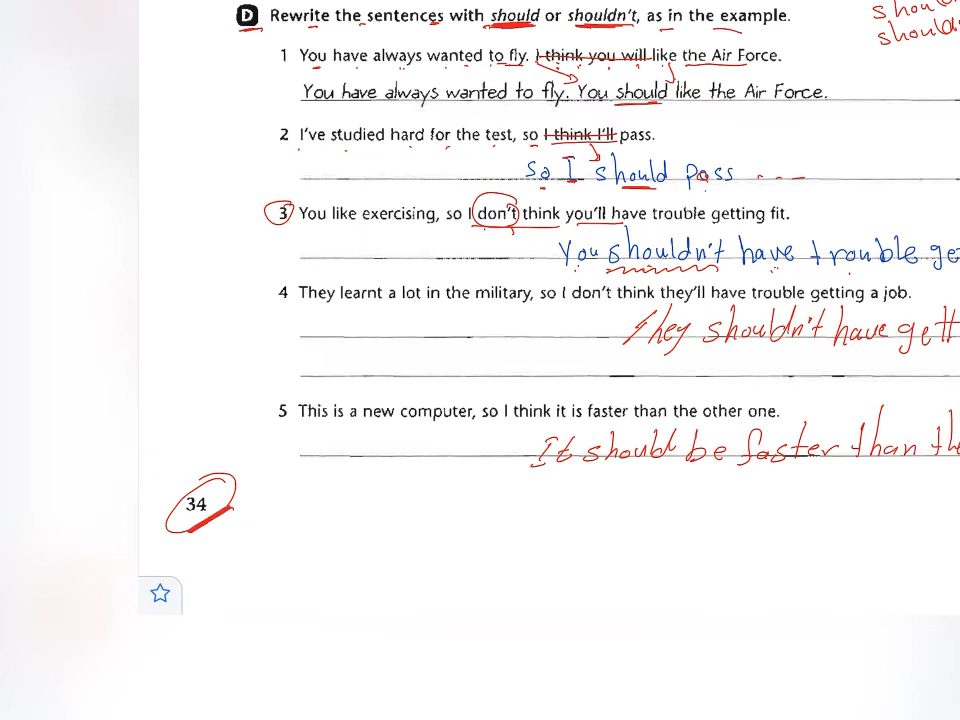 D Rewrite the sentences with should or shouldn't, as in the example.
1 You have always wanted to fly. I think you will like the Air Force.
You have always wanted to fly. You should like the Air Force.
2 I've studied hard for the test, so I think I'll pass.
so I should pass ....
3 You like exercising, so I don't think you'll have trouble getting fit.
You shouldn't have trouble ge
4 They learnt a lot in the military, so I don't think they'll have trouble getting a job.
They shouldn't have gett
5 This is a new computer, so I think it is faster than the other one.
It should be faster than th
34